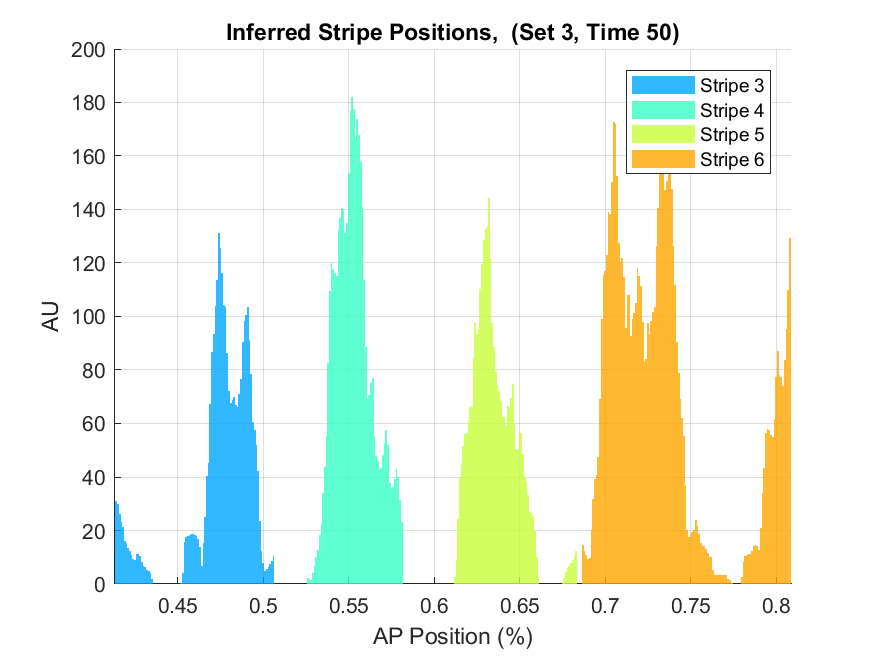 Inferred Stripe Positions,  (Set 3, Time 50)
200
180
160
140
120
100
80
60
40
20
0
AU
Stripe 3
Stripe 4
Stripe 5
Stripe 6
0.45 0.5 0.55 0.6 0.65 0.7 0.75 0.8
AP Position (%)